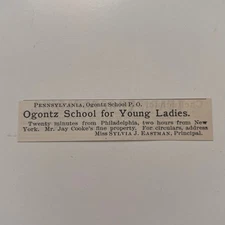 PENNSYLVANIA, Ogontz School P. O.
Ogontz School for Young Ladies.
Twenty minutes from Philadelphia, two hours from New
York. Mr. Jay Cooke's fine property. For circulars, address
Miss SYLVIA J. EASTMAN, Principal.